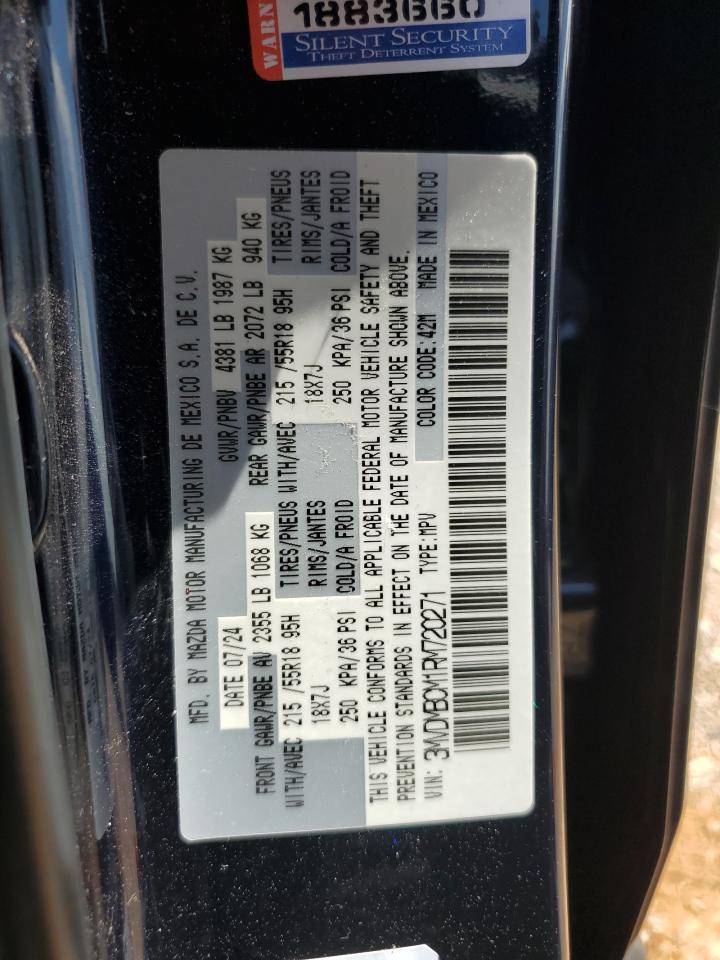 WARN
1883660
SILENT SECURITY
THEFT DETERRENT SYSTEM
MFD. BY MAZDA MOTOR MANUFACTURING DE MEXICO S.A. DE C.V.
DATE 07/24 GVWR/PNBV 4381 LB 1987 KG
FRONT GAWR/PNBE AV 2355 LB 1068 KG REAR GAWR/PNBE AR 2072 LB 940 KG
WITH/AVEC 215 /55R18 95H TIRES/PNEUS WITH/AVEC 215 /55R18 95H TIRES/PNEUS
18X7J RIMS/JANTES 18X7J RIMS/JANTES
250 KPA/36 PSI COLD/A FROID 250 KPA/36 PSI COLD/A FROID
THIS VEHICLE CONFORMS TO ALL APPLICABLE FEDERAL MOTOR VEHICLE SAFETY AND THEFT
PREVENTION STANDARDS IN EFFECT ON THE DATE OF MANUFACTURE SHOWN ABOVE.
VIN: 3MVDMBCM1RM720271 TYPE:MPV COLOR CODE:42M MADE IN MEXICO